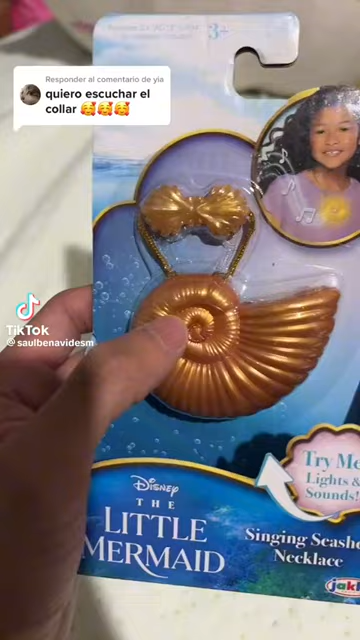 3+
Responder al comentario de yia
quiero escuchar el
collar 🥰🥰🥰
TikTok
@saulbenavidesm
Try Me
Lights &
Sounds!
Disney
THE
LITTLE
MERMAID
Singing Seashe
Necklace
jakk